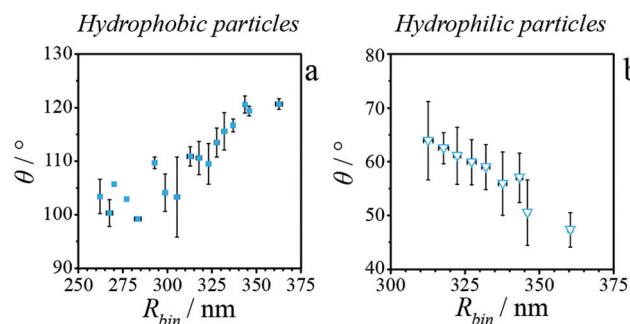 Hydrophobic particles
Hydrophilic particles
a
b
130
120
110
100
90
θ / °
250 275 300 325 350 375
R_bin / nm
80
70
60
50
40
θ / °
300 325 350 375
R_bin / nm